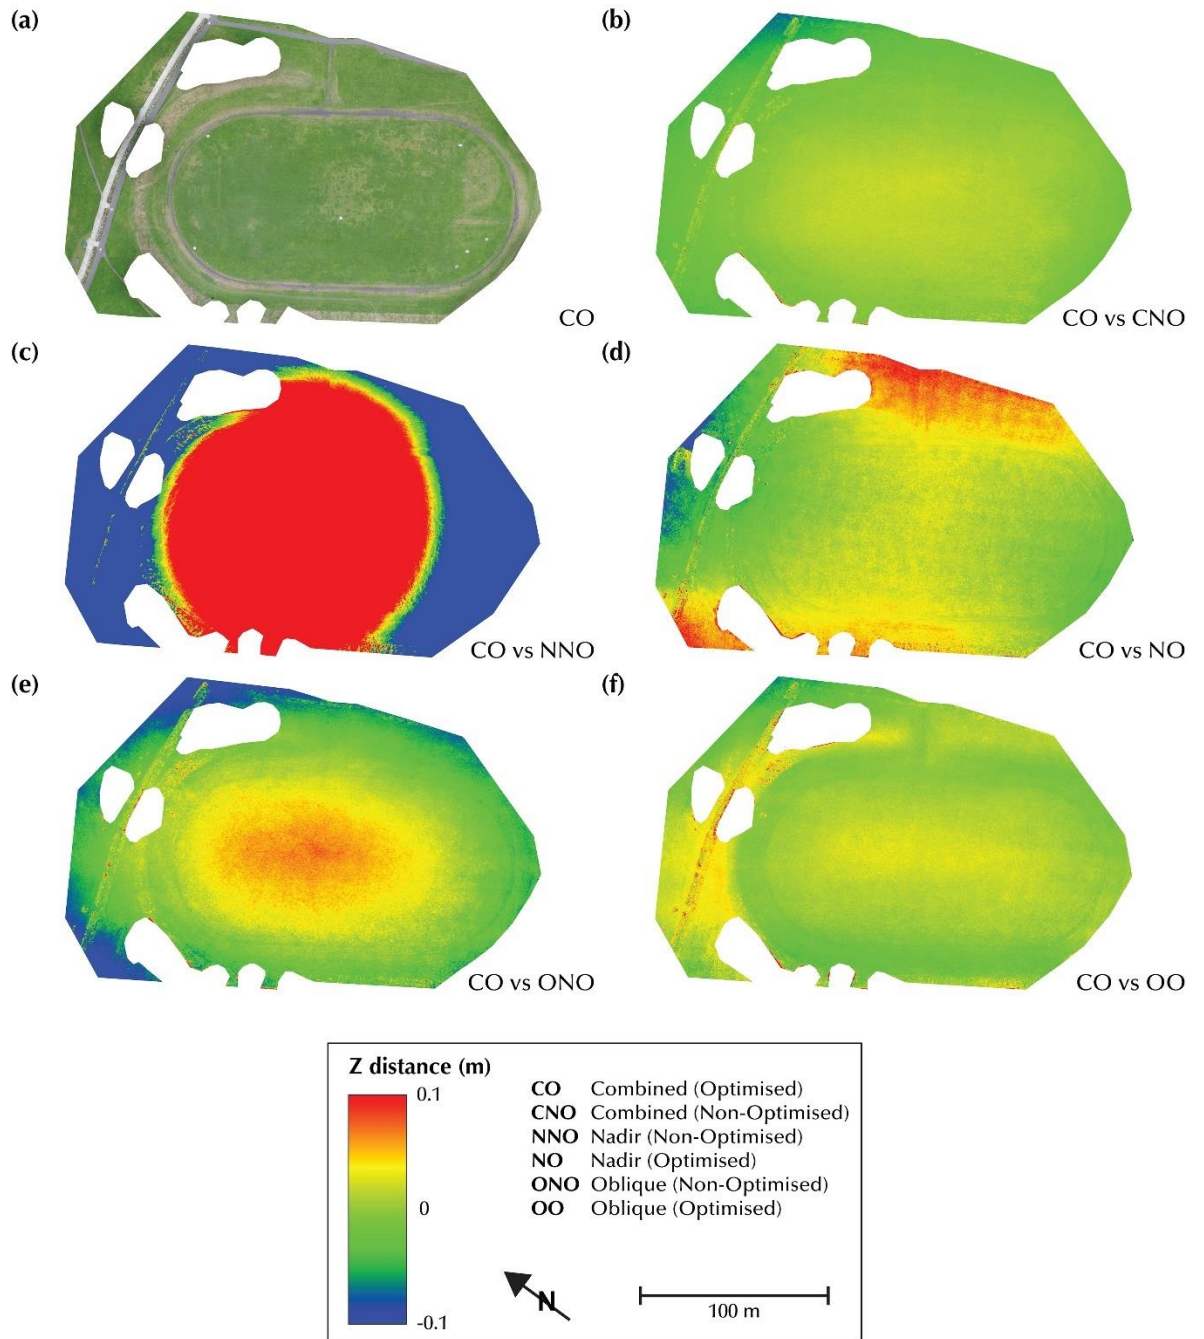 (a)
(b)
CO
CO vs CNO
(c)
(d)
CO vs NNO
CO vs NO
(e)
(f)
CO vs ONO
CO vs OO
Z distance (m)
0.1
0
-0.1
CO Combined (Optimised)
CNO Combined (Non-Optimised)
NNO Nadir (Non-Optimised)
NO Nadir (Optimised)
ONO Oblique (Non-Optimised)
OO Oblique (Optimised)
N
100 m